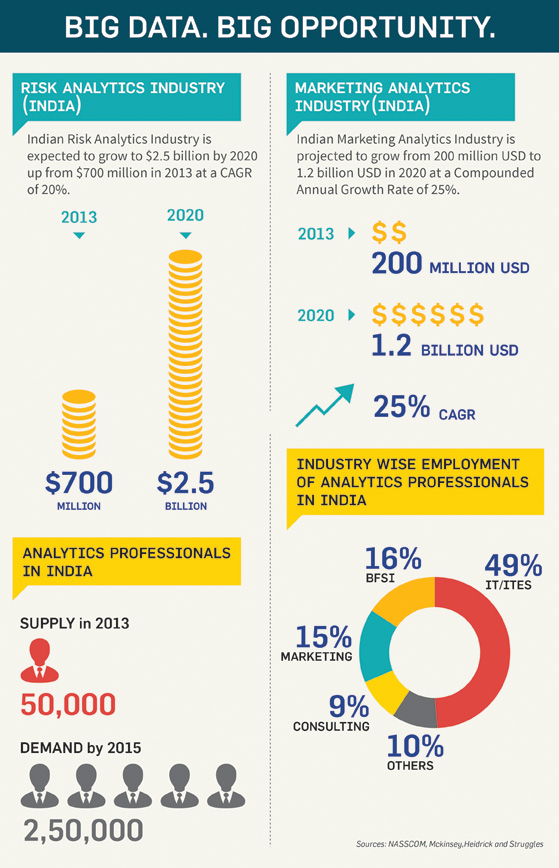 BIG DATA. BIG OPPORTUNITY.
RISK ANALYTICS INDUSTRY
(INDIA)
Indian Risk Analytics Industry is
expected to grow to $2.5 billion by 2020
up from $700 million in 2013 at a CAGR
of 20%.
2013
2020
$700
MILLION
$2.5
BILLION
ANALYTICS PROFESSIONALS
IN INDIA
SUPPLY in 2013
50,000
DEMAND by 2015
2,50,000
MARKETING ANALYTICS
INDUSTRY(INDIA)
Indian Marketing Analytics Industry is
projected to grow from 200 million USD to
1.2 billion USD in 2020 at a Compounded
Annual Growth Rate of 25%.
2013
$$
200 MILLION USD
2020
$$$$$$
1.2 BILLION USD
25% CAGR
INDUSTRY WISE EMPLOYMENT
OF ANALYTICS PROFESSIONALS
IN INDIA
16%
BFSI
49%
IT/ITES
15%
MARKETING
9%
CONSULTING
10%
OTHERS
Sources: NASSCOM, Mckinsey,Heidrick and Struggles